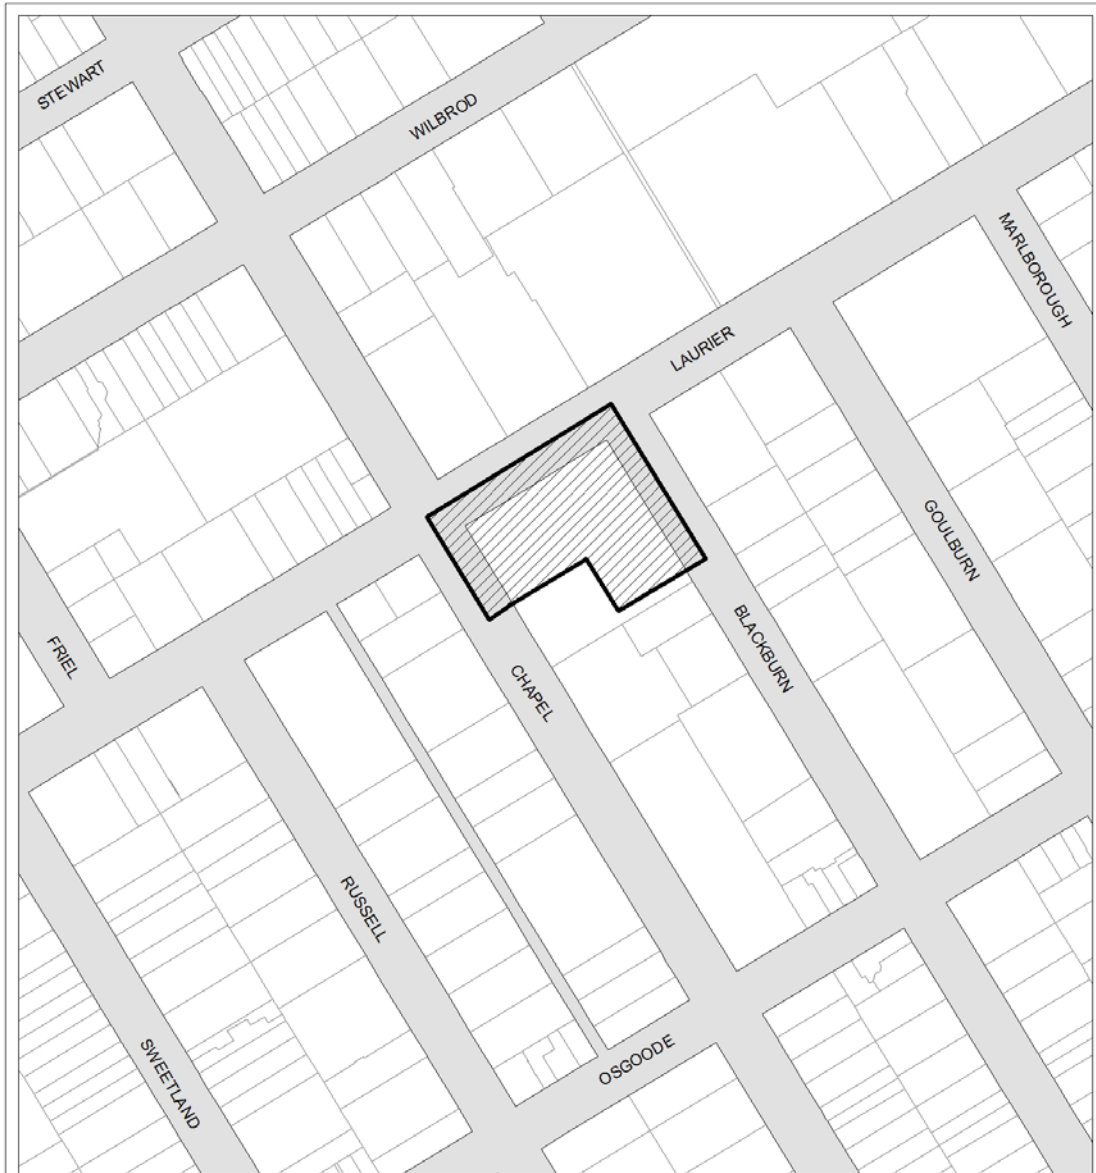 STEWART
WILBROD
MARLBOROUGH
LAURIER
GOULBURN
FRIEL
BLACKBURN
CHAPEL
RUSSELL
OSGOODE
SWEETLAND